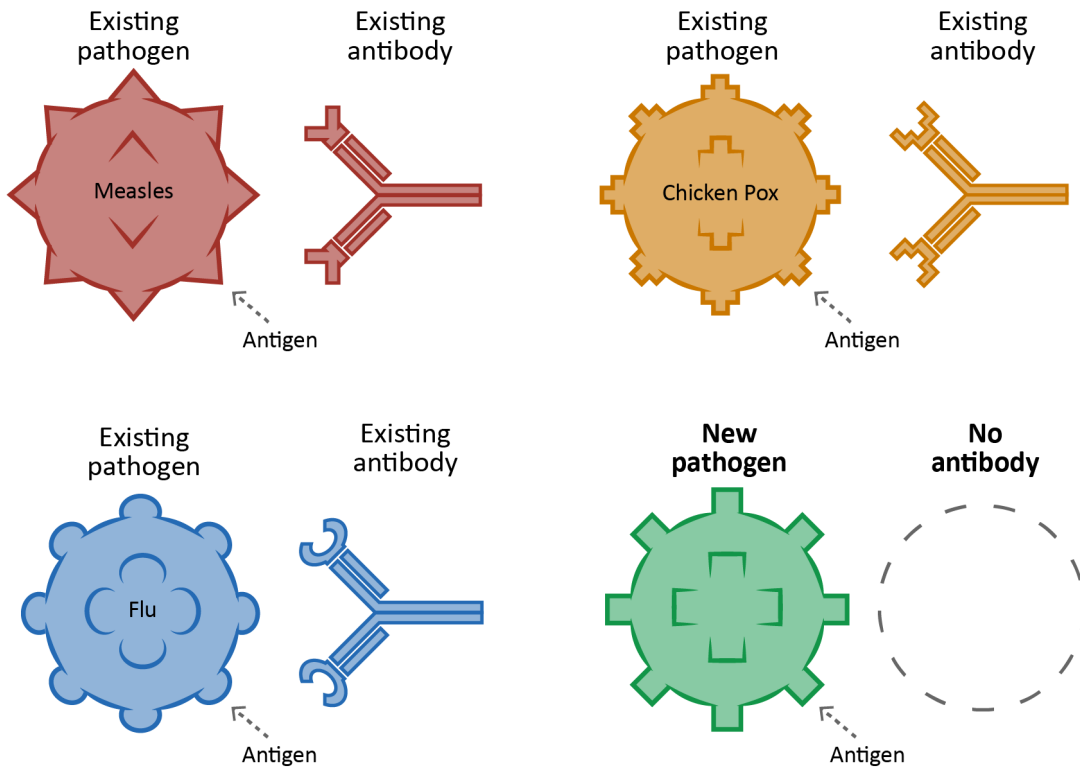 Existing
pathogen
Existing
antibody
Measles
Antigen
Existing
pathogen
Existing
antibody
Chicken Pox
Antigen
Existing
pathogen
Existing
antibody
Flu
Antigen
New
pathogen
No
antibody
Antigen